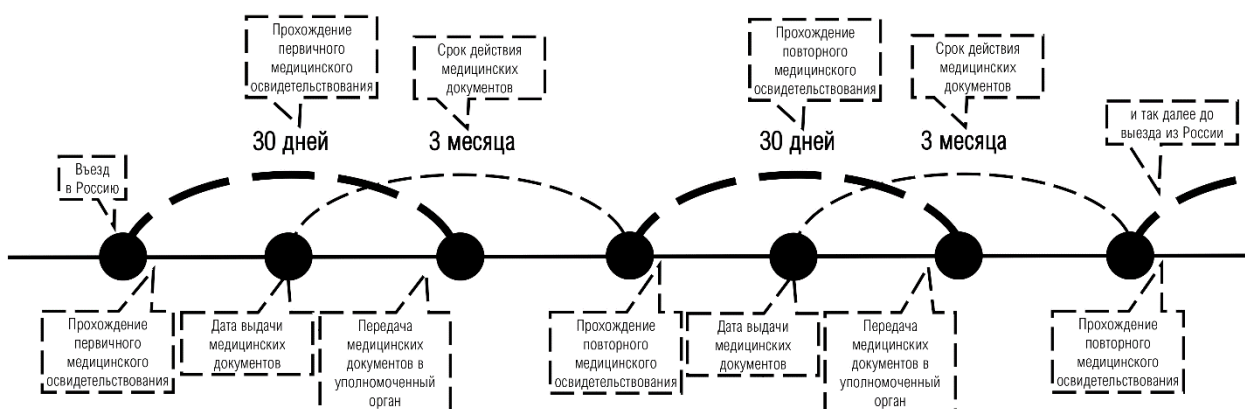 Прохождение
первичного
медицинского
освидетельствования
Срок действия
медицинских
документов
Прохождение
повторного
медицинского
освидетельствования
Срок действия
медицинских
документов
и так далее до
выезда из России
30 дней
3 месяца
30 дней
3 месяца
Въезд
в Россию
Прохождение
первичного
медицинского
освидетельствования
Дата выдачи
медицинских
документов
Передача
медицинских
документов в
уполномоченный
орган
Прохождение
повторного
медицинского
освидетельствования
Дата выдачи
медицинских
документов
Передача
медицинских
документов в
уполномоченный
орган
Прохождение
повторного
медицинского
освидетельствования